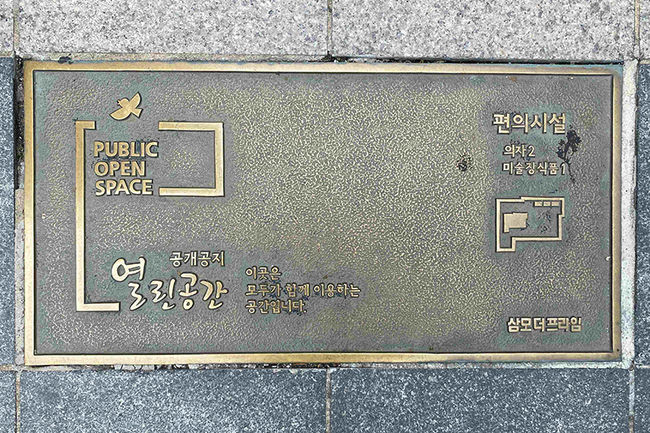 PUBLIC
OPEN
SPACE
공개공지
열린공간
이곳은
모두가 함께 이용하는
공간입니다.
편의시설
의자 2
미술장식품 1
삼모더프라임